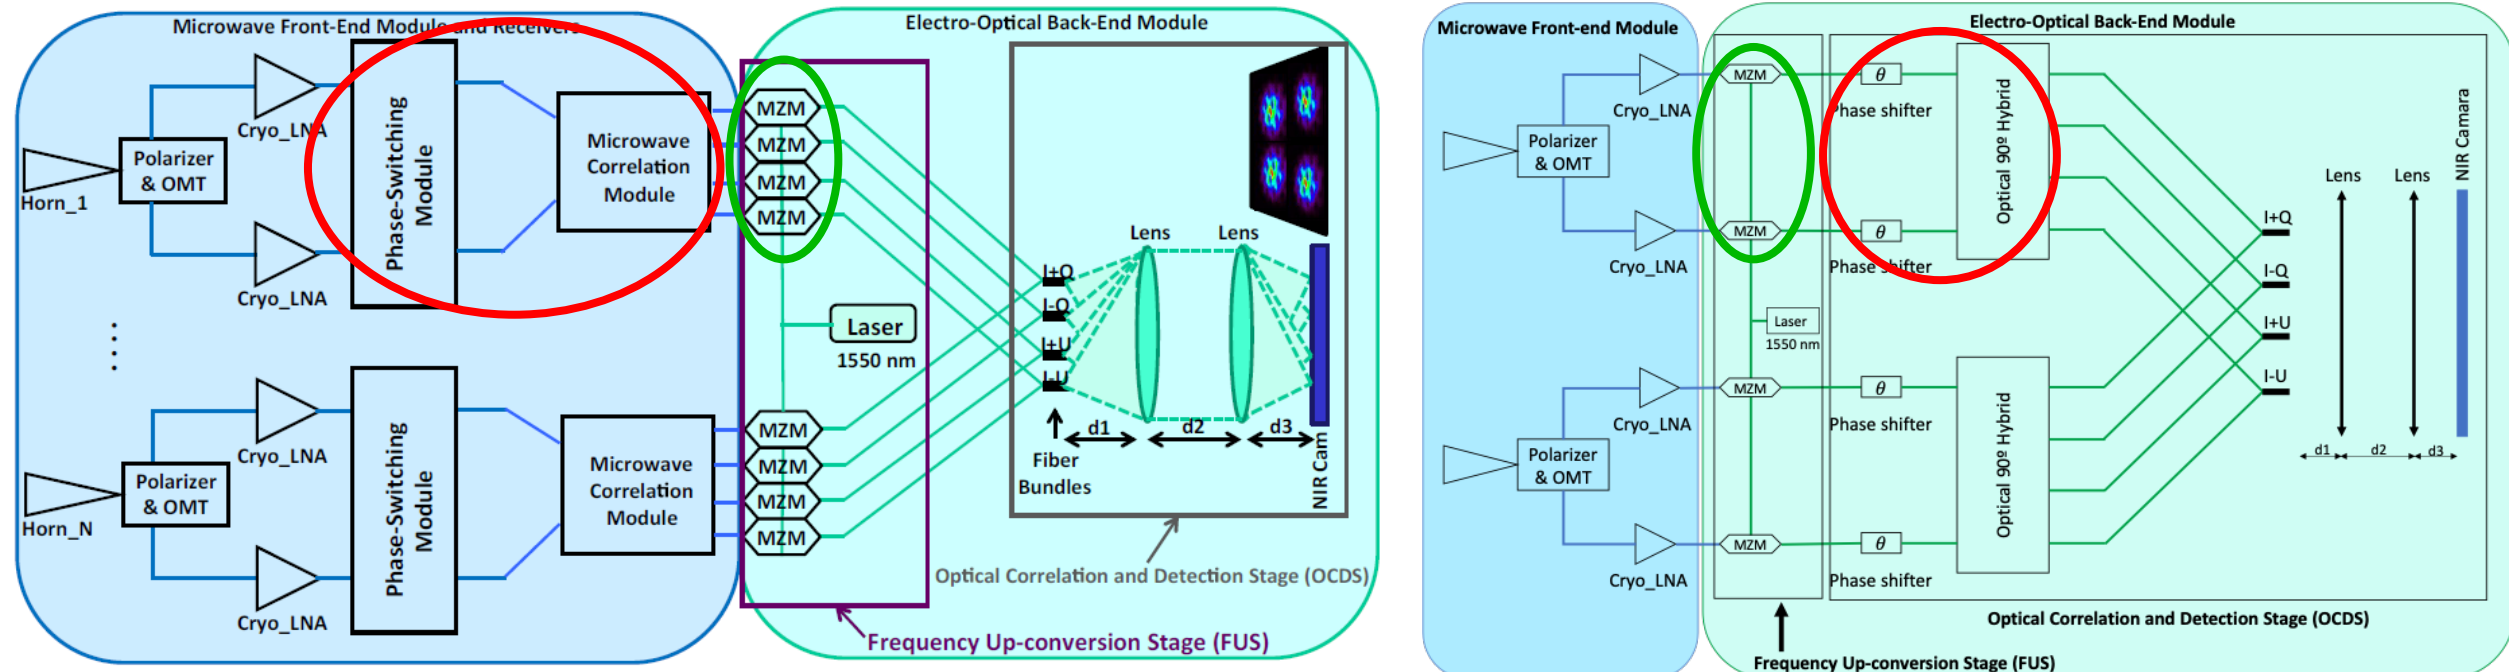 Microwave Front-End Module and Receivers
Horn_1
Polarizer
& OMT
Cryo_LNA
Cryo_LNA
Phase-Switching
Module
Microwave
Correlation
Module
Horn_N
Polarizer
& OMT
Cryo_LNA
Cryo_LNA
Phase-Switching
Module
Microwave
Correlation
Module
Electro-Optical Back-End Module
MZM
MZM
MZM
MZM
Laser
1550 nm
MZM
MZM
MZM
MZM
I+Q
I-Q
I+U
I-U
Lens
Lens
d1
d2
d3
Fiber
Bundles
NIR Cam
Optical Correlation and Detection Stage (OCDS)
Frequency Up-conversion Stage (FUS)
Microwave Front-end Module
Polarizer
& OMT
Cryo_LNA
Cryo_LNA
Polarizer
& OMT
Cryo_LNA
Cryo_LNA
Electro-Optical Back-End Module
MZM
MZM
Laser
1550 nm
MZM
MZM
θ
Phase shifter
θ
Phase shifter
θ
Phase shifter
θ
Phase shifter
Optical 90º Hybrid
Optical 90º Hybrid
I+Q
I-Q
I+U
I-U
Lens
Lens
NIR Camara
d1
d2
d3
Optical Correlation and Detection Stage (OCDS)
Frequency Up-conversion Stage (FUS)